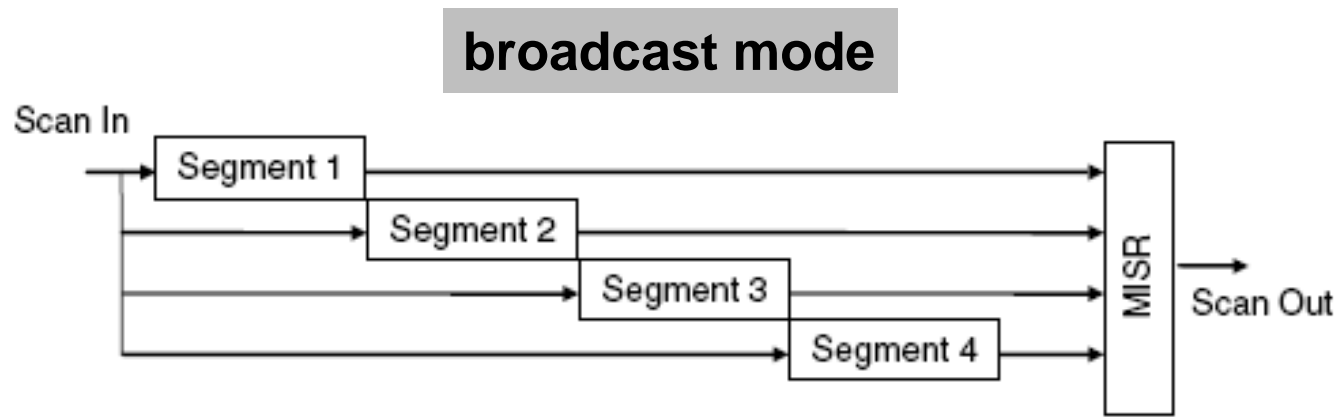 broadcast mode
Scan In
Segment 1
Segment 2
Segment 3
Segment 4
MISR
Scan Out